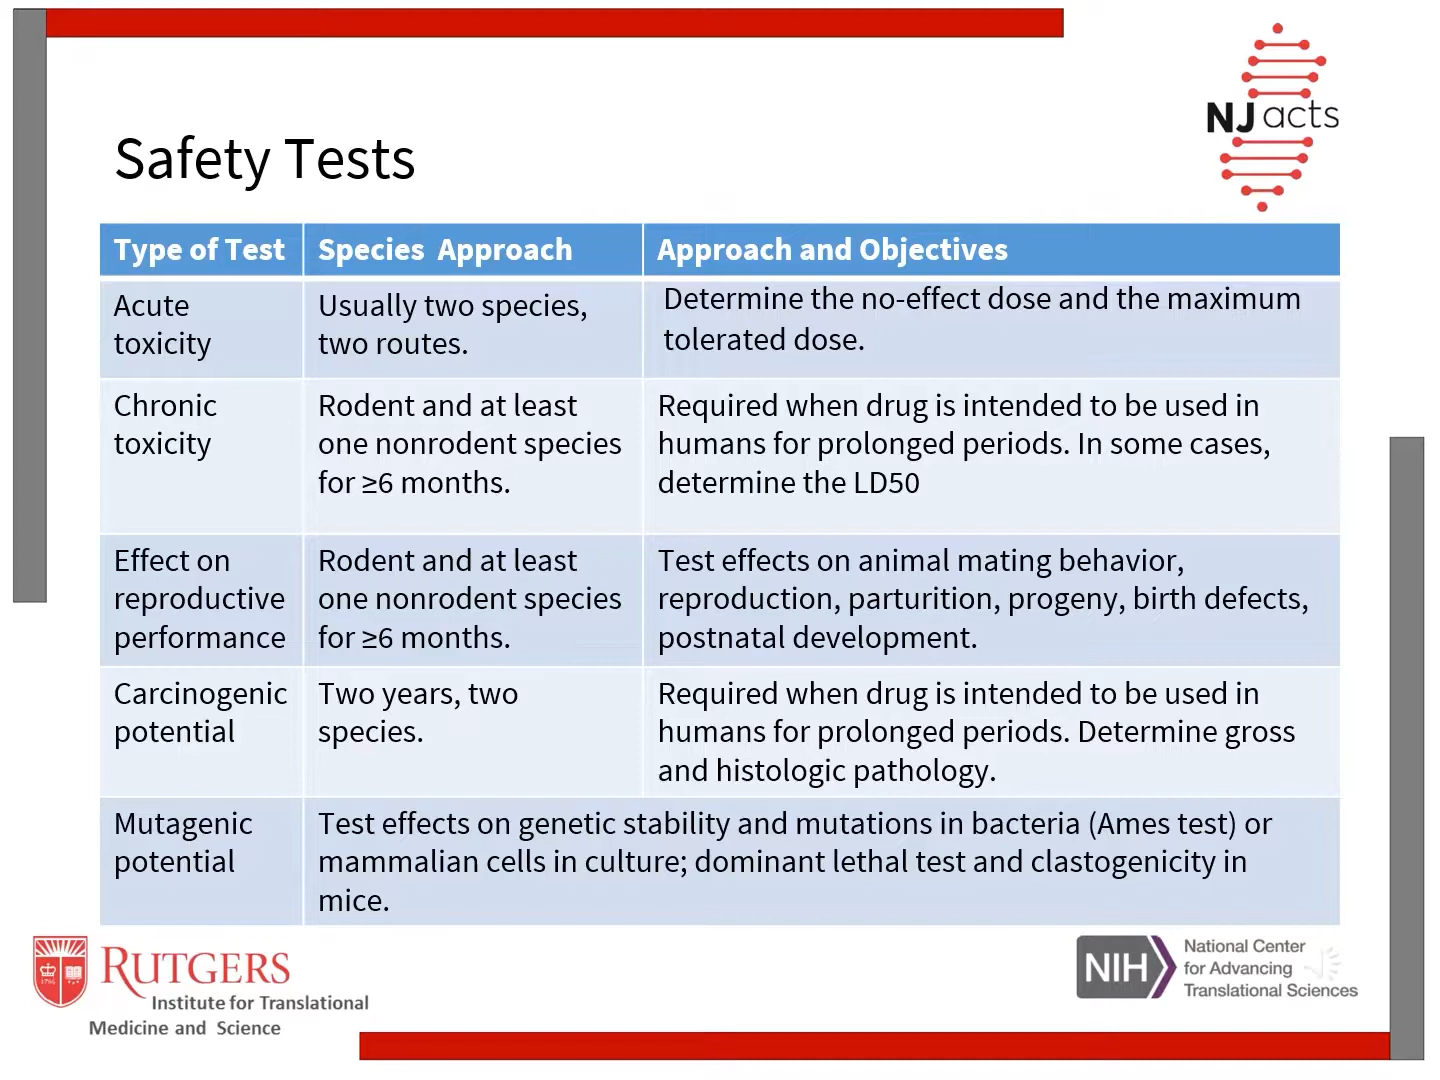 NJ acts
Safety Tests
Type of Test
Species Approach
Approach and Objectives
Acute
toxicity
Usually two species,
two routes.
Determine the no-effect dose and the maximum
tolerated dose.
Chronic
toxicity
Rodent and at least
one nonrodent species
for ≥6 months.
Required when drug is intended to be used in
humans for prolonged periods. In some cases,
determine the LD50
Effect on
reproductive
performance
Rodent and at least
one nonrodent species
for ≥6 months.
Test effects on animal mating behavior,
reproduction, parturition, progeny, birth defects,
postnatal development.
Carcinogenic
potential
Two years, two
species.
Required when drug is intended to be used in
humans for prolonged periods. Determine gross
and histologic pathology.
Mutagenic
potential
Test effects on genetic stability and mutations in bacteria (Ames test) or
mammalian cells in culture; dominant lethal test and clastogenicity in
mice.
1766
RUTGERS
Institute for Translational
Medicine and Science
NIH
National Center
for Advancing
Translational Sciences